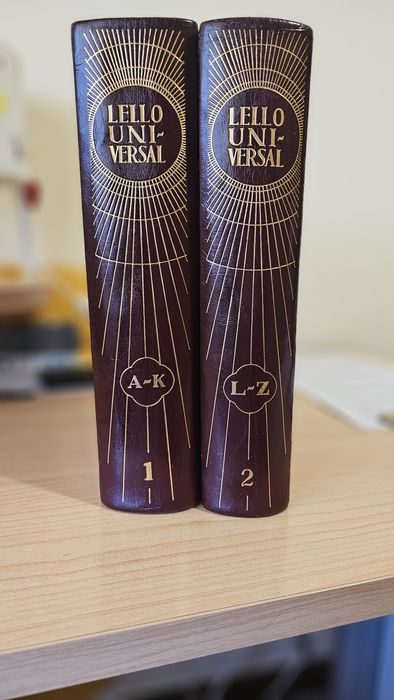 LELLO
UNI-
VERSAL
A-K
1
LELLO
UNI-
VERSAL
L-Z
2